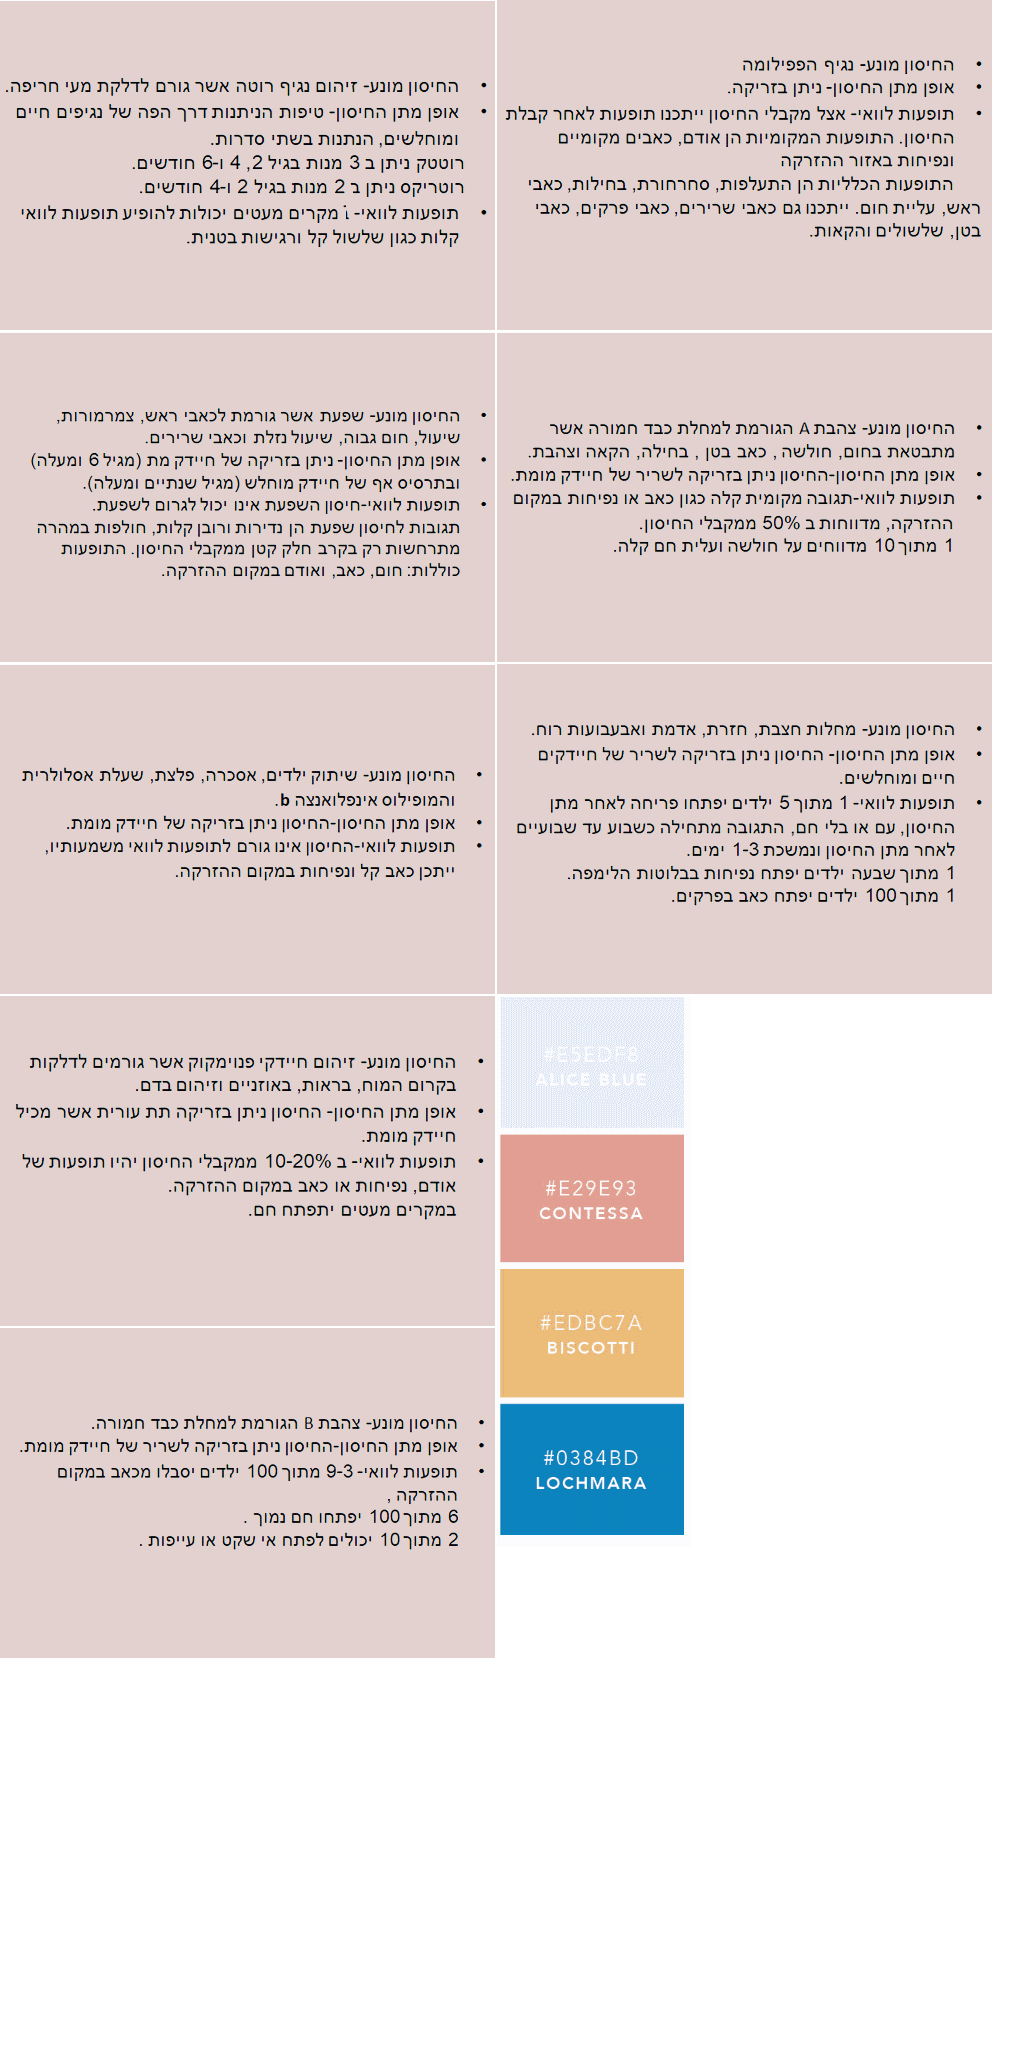 • החיסון מונע- נגיף הפפילומה
• אופן מתן החיסון- ניתן בזריקה.
• תופעות לוואי- אצל מקבלי החיסון ייתכנו תופעות לאחר קבלת
החיסון. התופעות המקומיות הן אודם, כאבים מקומיים
ונפיחות באזור ההזרקה
התופעות הכלליות הן התעלפות, סחרחורת, בחילות, כאבי
ראש, עליית חום. ייתכנו גם כאבי שרירים, כאבי פרקים, כאבי
בטן, שלשולים והקאות.
• החיסון מונע- זיהום נגיף רוטה אשר גורם לדלקת מעי חריפה.
• אופן מתן החיסון- טיפות הניתנות דרך הפה של נגיפים חיים
ומוחלשים, הנתנות בשתי סדרות.
רוטטק ניתן ב 3 מנות בגיל 2, 4 ו-6 חודשים.
רוטריקס ניתן ב 2 מנות בגיל 2 ו-4 חודשים.
• תופעות לוואי- במקרים מעטים יכולות להופיע תופעות לוואי
קלות כגון שלשול קל ורגישות בטנית.
• החיסון מונע- צהבת A הגורמת למחלת כבד חמורה אשר
מתבטאת בחום, חולשה , כאב בטן , בחילה, הקאה וצהבת.
• אופן מתן החיסון-החיסון ניתן בזריקה לשריר של חיידק מומת.
• תופעות לוואי-תגובה מקומית קלה כגון כאב או נפיחות במקום
ההזרקה, מדווחות ב 50% ממקבלי החיסון.
1 מתוך 10 מדווחים על חולשה ועלית חם קלה.
• החיסון מונע- שפעת אשר גורמת לכאבי ראש, צמרמורות,
שיעול, חום גבוה, שיעול נזלת וכאבי שרירים.
• אופן מתן החיסון- ניתן בזריקה של חיידק מת (מגיל 6 ומעלה)
ובתרסיס אף של חיידק מוחלש (מגיל שנתיים ומעלה).
• תופעות לוואי-חיסון השפעת אינו יכול לגרום לשפעת.
תגובות לחיסון שפעת הן נדירות ורובן קלות, חולפות במהרה
מתרחשות רק בקרב חלק קטן ממקבלי החיסון. התופעות
כוללות: חום, כאב, ואודם במקום ההזרקה.
• החיסון מונע- מחלות חצבת, חזרת, אדמת ואבעבועות רוח.
• אופן מתן החיסון- החיסון ניתן בזריקה לשריר של חיידקים
חיים ומוחלשים.
• תופעות לוואי- 1 מתוך 5 ילדים יפתחו פריחה לאחר מתן
החיסון, עם או בלי חם, התגובה מתחילה כשבוע עד שבועיים
לאחר מתן החיסון ונמשכת 1-3 ימים.
1 מתוך שבעה ילדים יפתח נפיחות בבלוטות הלימפה.
1 מתוך 100 ילדים יפתח כאב בפרקים.
• החיסון מונע- שיתוק ילדים, אסכרה, פלצת, שעלת אסלולרית
והמופילוס אינפלואנצה b.
• אופן מתן החיסון-החיסון ניתן בזריקה של חיידק מומת.
• תופעות לוואי-החיסון אינו גורם לתופעות לוואי משמעותיו,
ייתכן כאב קל ונפיחות במקום ההזרקה.
• החיסון מונע- זיהום חיידקי פנוימקוק אשר גורמים לדלקות
בקרום המוח, בראות, באוזניים וזיהום בדם.
• אופן מתן החיסון- החיסון ניתן בזריקה תת עורית אשר מכיל
חיידק מומת.
• תופעות לוואי- ב 10-20% ממקבלי החיסון יהיו תופעות של
אודם, נפיחות או כאב במקום ההזרקה.
במקרים מעטים יתפתח חם.
#E5EDF8
ALICE BLUE
#E29E93
CONTESSA
#EDBC7A
BISCOTTI
#0384BD
LOCHMARA
• החיסון מונע- צהבת B הגורמת למחלת כבד חמורה.
• אופן מתן החיסון-החיסון ניתן בזריקה לשריר של חיידק מומת.
• תופעות לוואי- 9-3 מתוך 100 ילדים יסבלו מכאב במקום
ההזרקה ,
6 מתוך 100 יפתחו חם נמוך .
2 מתוך 10 יכולים לפתח אי שקט או עייפות .